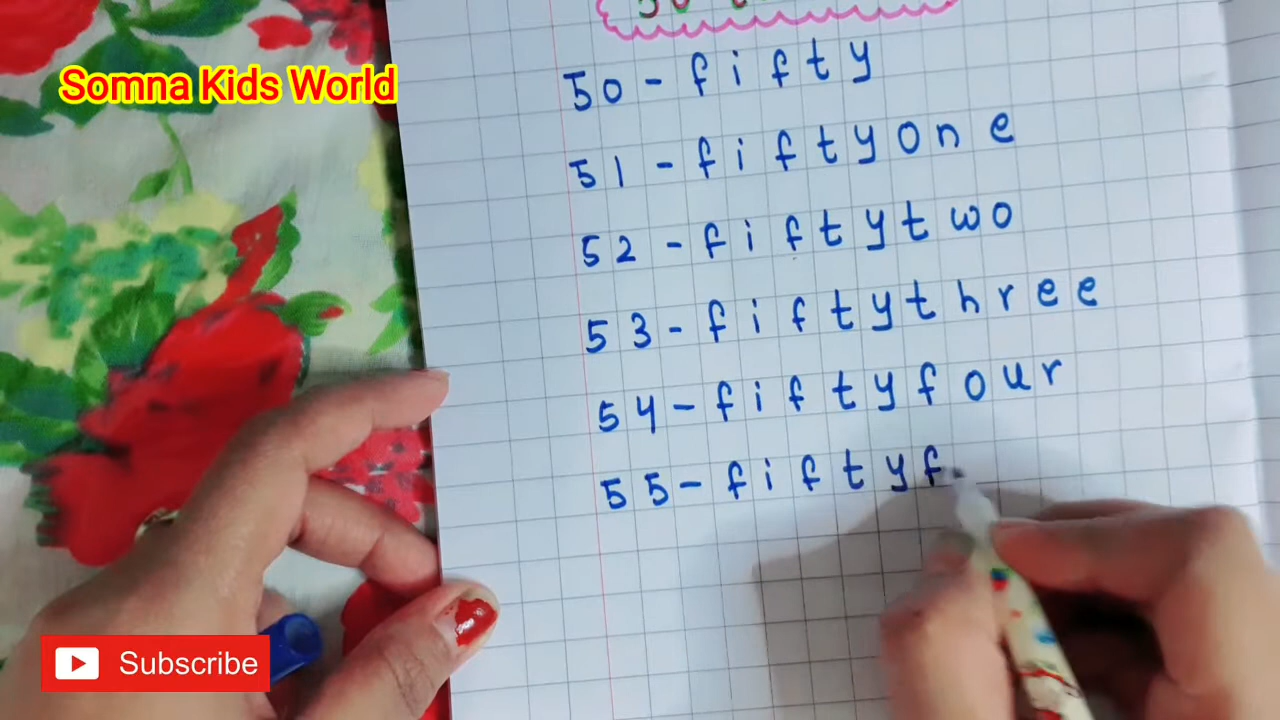 Somna Kids World
50 - fifty
51 - fiftyone
52 - fiftytwo
53 - fiftythree
54 - fiftyfour
55 - fiftyf
Subscribe